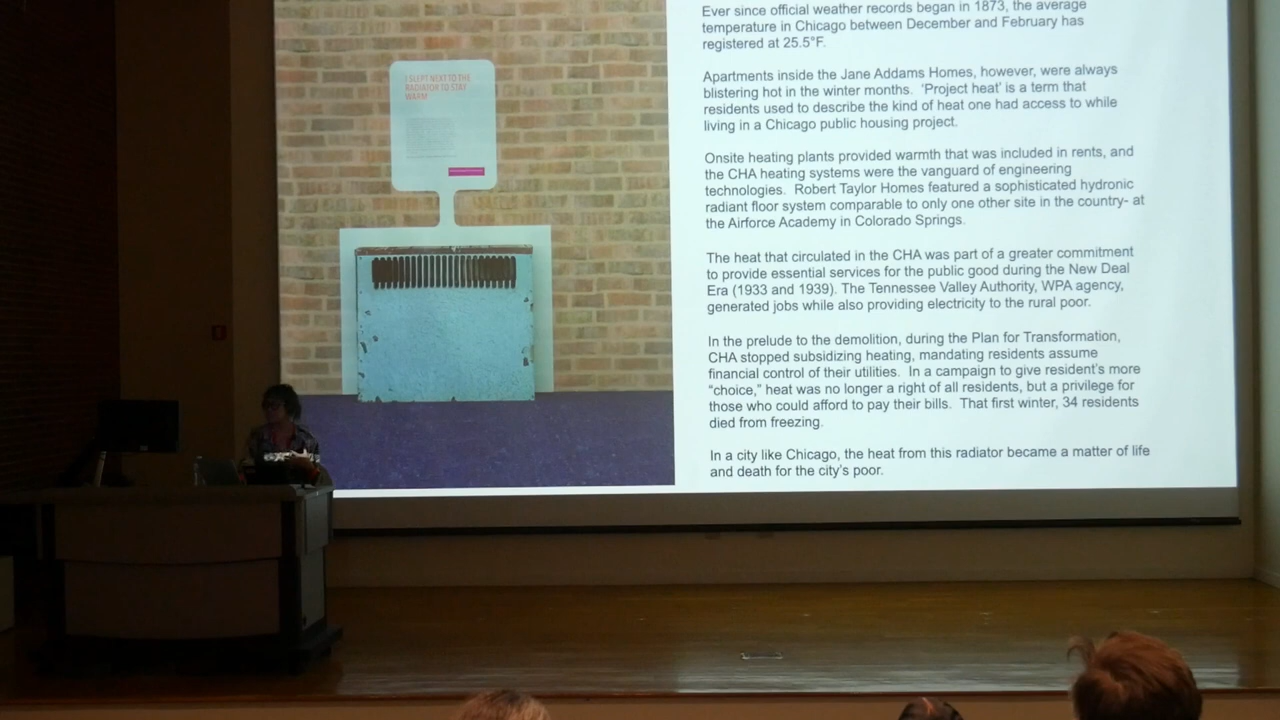 I SLEPT NEXT TO THE
RADIATOR TO STAY
WARM
Ever since official weather records began in 1873, the average
temperature in Chicago between December and February has
registered at 25.5°F.
Apartments inside the Jane Addams Homes, however, were always
blistering hot in the winter months.  'Project heat' is a term that
residents used to describe the kind of heat one had access to while
living in a Chicago public housing project.
Onsite heating plants provided warmth that was included in rents, and
the CHA heating systems were the vanguard of engineering
technologies.  Robert Taylor Homes featured a sophisticated hydronic
radiant floor system comparable to only one other site in the country- at
the Airforce Academy in Colorado Springs.
The heat that circulated in the CHA was part of a greater commitment
to provide essential services for the public good during the New Deal
Era (1933 and 1939). The Tennessee Valley Authority, WPA agency,
generated jobs while also providing electricity to the rural poor.
In the prelude to the demolition, during the Plan for Transformation,
CHA stopped subsidizing heating, mandating residents assume
financial control of their utilities.  In a campaign to give resident's more
“choice,” heat was no longer a right of all residents, but a privilege for
those who could afford to pay their bills.  That first winter, 34 residents
died from freezing.
In a city like Chicago, the heat from this radiator became a matter of life
and death for the city's poor.